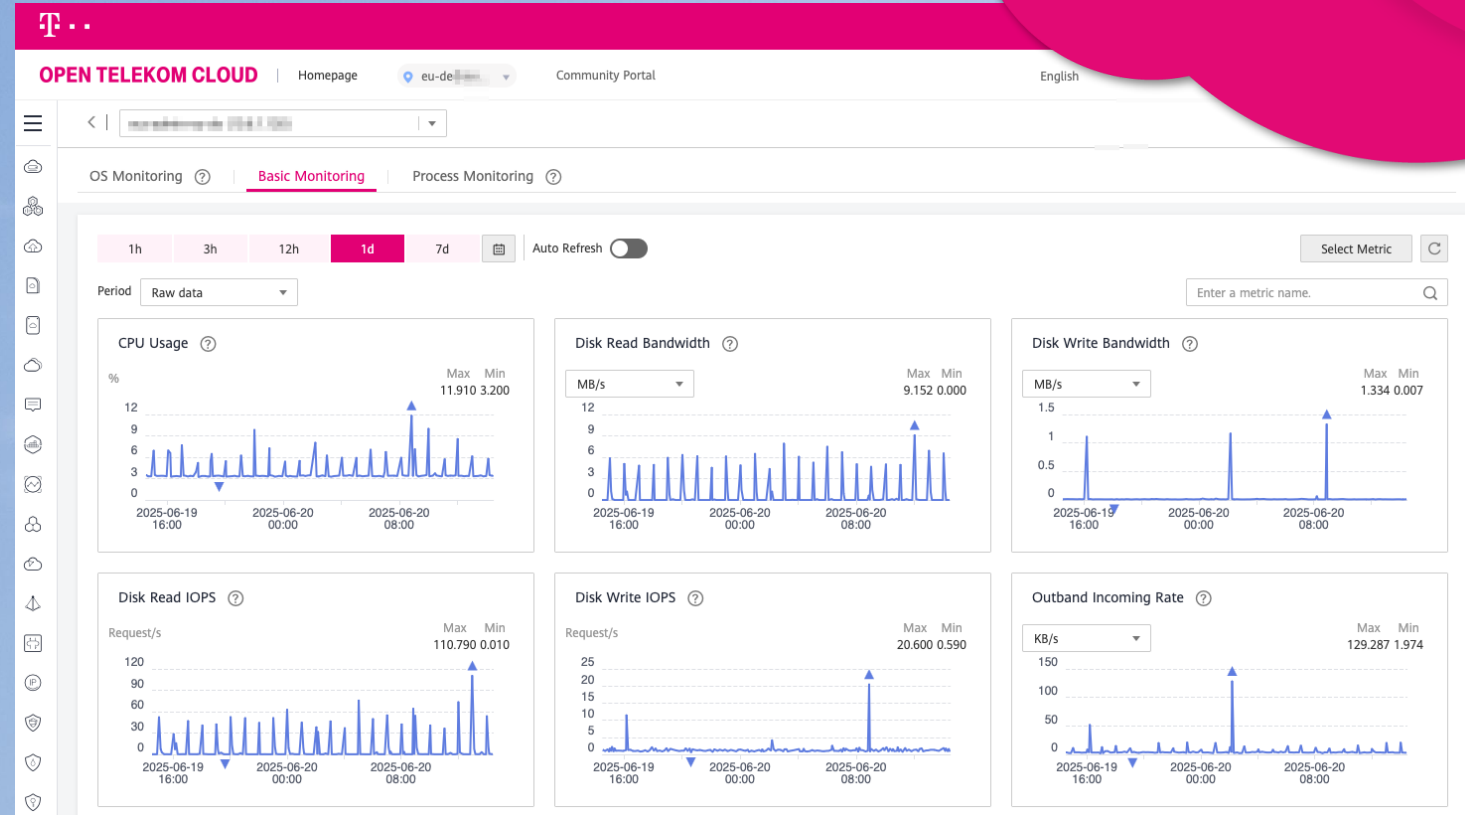 T
OPEN TELEKOM CLOUD Homepage eu-de Community Portal English
OS Monitoring ? Basic Monitoring Process Monitoring ?
1h 3h 12h 1d 7d Auto Refresh Select Metric
Period Raw data Enter a metric name.
CPU Usage ?
%
Max Min
11.910 3.200
12
9
6
3
0
2025-06-19 16:00
2025-06-20 00:00
2025-06-20 08:00
Disk Read Bandwidth ?
MB/s
Max Min
9.152 0.000
12
9
6
3
0
2025-06-19 16:00
2025-06-20 00:00
2025-06-20 08:00
Disk Write Bandwidth ?
MB/s
Max Min
1.334 0.007
1.5
1
0.5
0
2025-06-19 16:00
2025-06-20 00:00
2025-06-20 08:00
Disk Read IOPS ?
Request/s
Max Min
110.790 0.010
120
90
60
30
0
2025-06-19 16:00
2025-06-20 00:00
2025-06-20 08:00
Disk Write IOPS ?
Request/s
Max Min
20.600 0.590
25
20
15
10
5
0
2025-06-19 16:00
2025-06-20 00:00
2025-06-20 08:00
Outband Incoming Rate ?
KB/s
Max Min
129.287 1.974
150
100
50
0
2025-06-19 16:00
2025-06-20 00:00
2025-06-20 08:00
IP